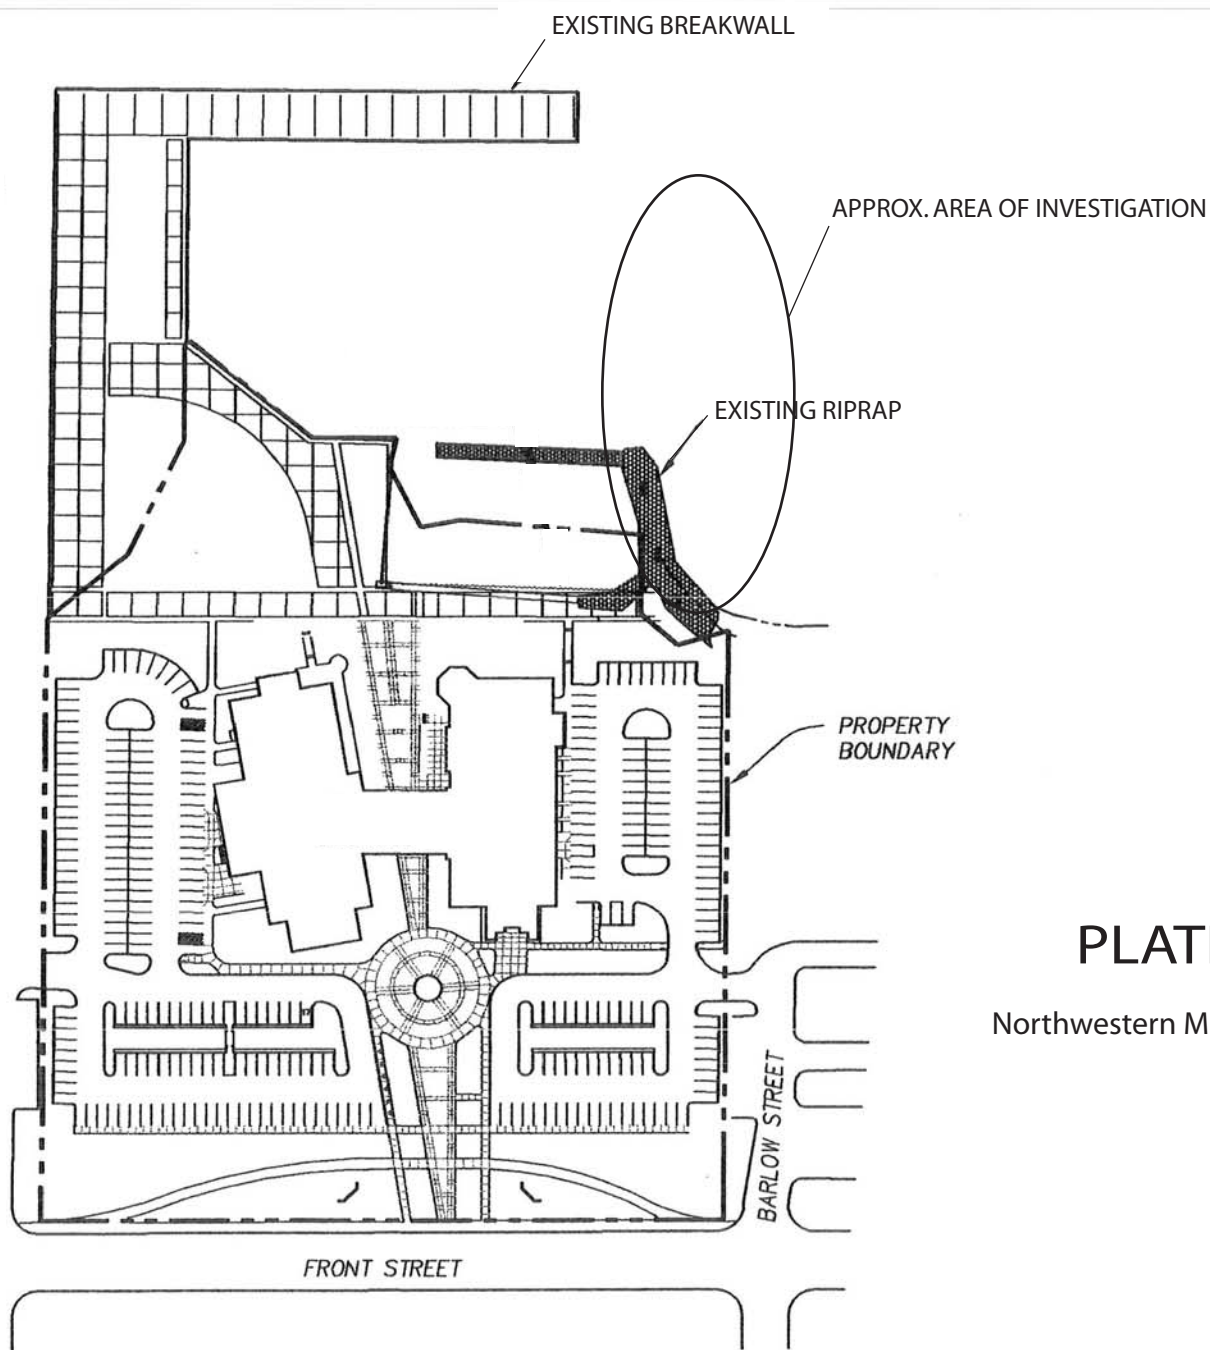 EXISTING BREAKWALL
APPROX. AREA OF INVESTIGATION
EXISTING RIPRAP
PROPERTY
BOUNDARY
PLAT
Northwestern M
BARLOW STREET
FRONT STREET